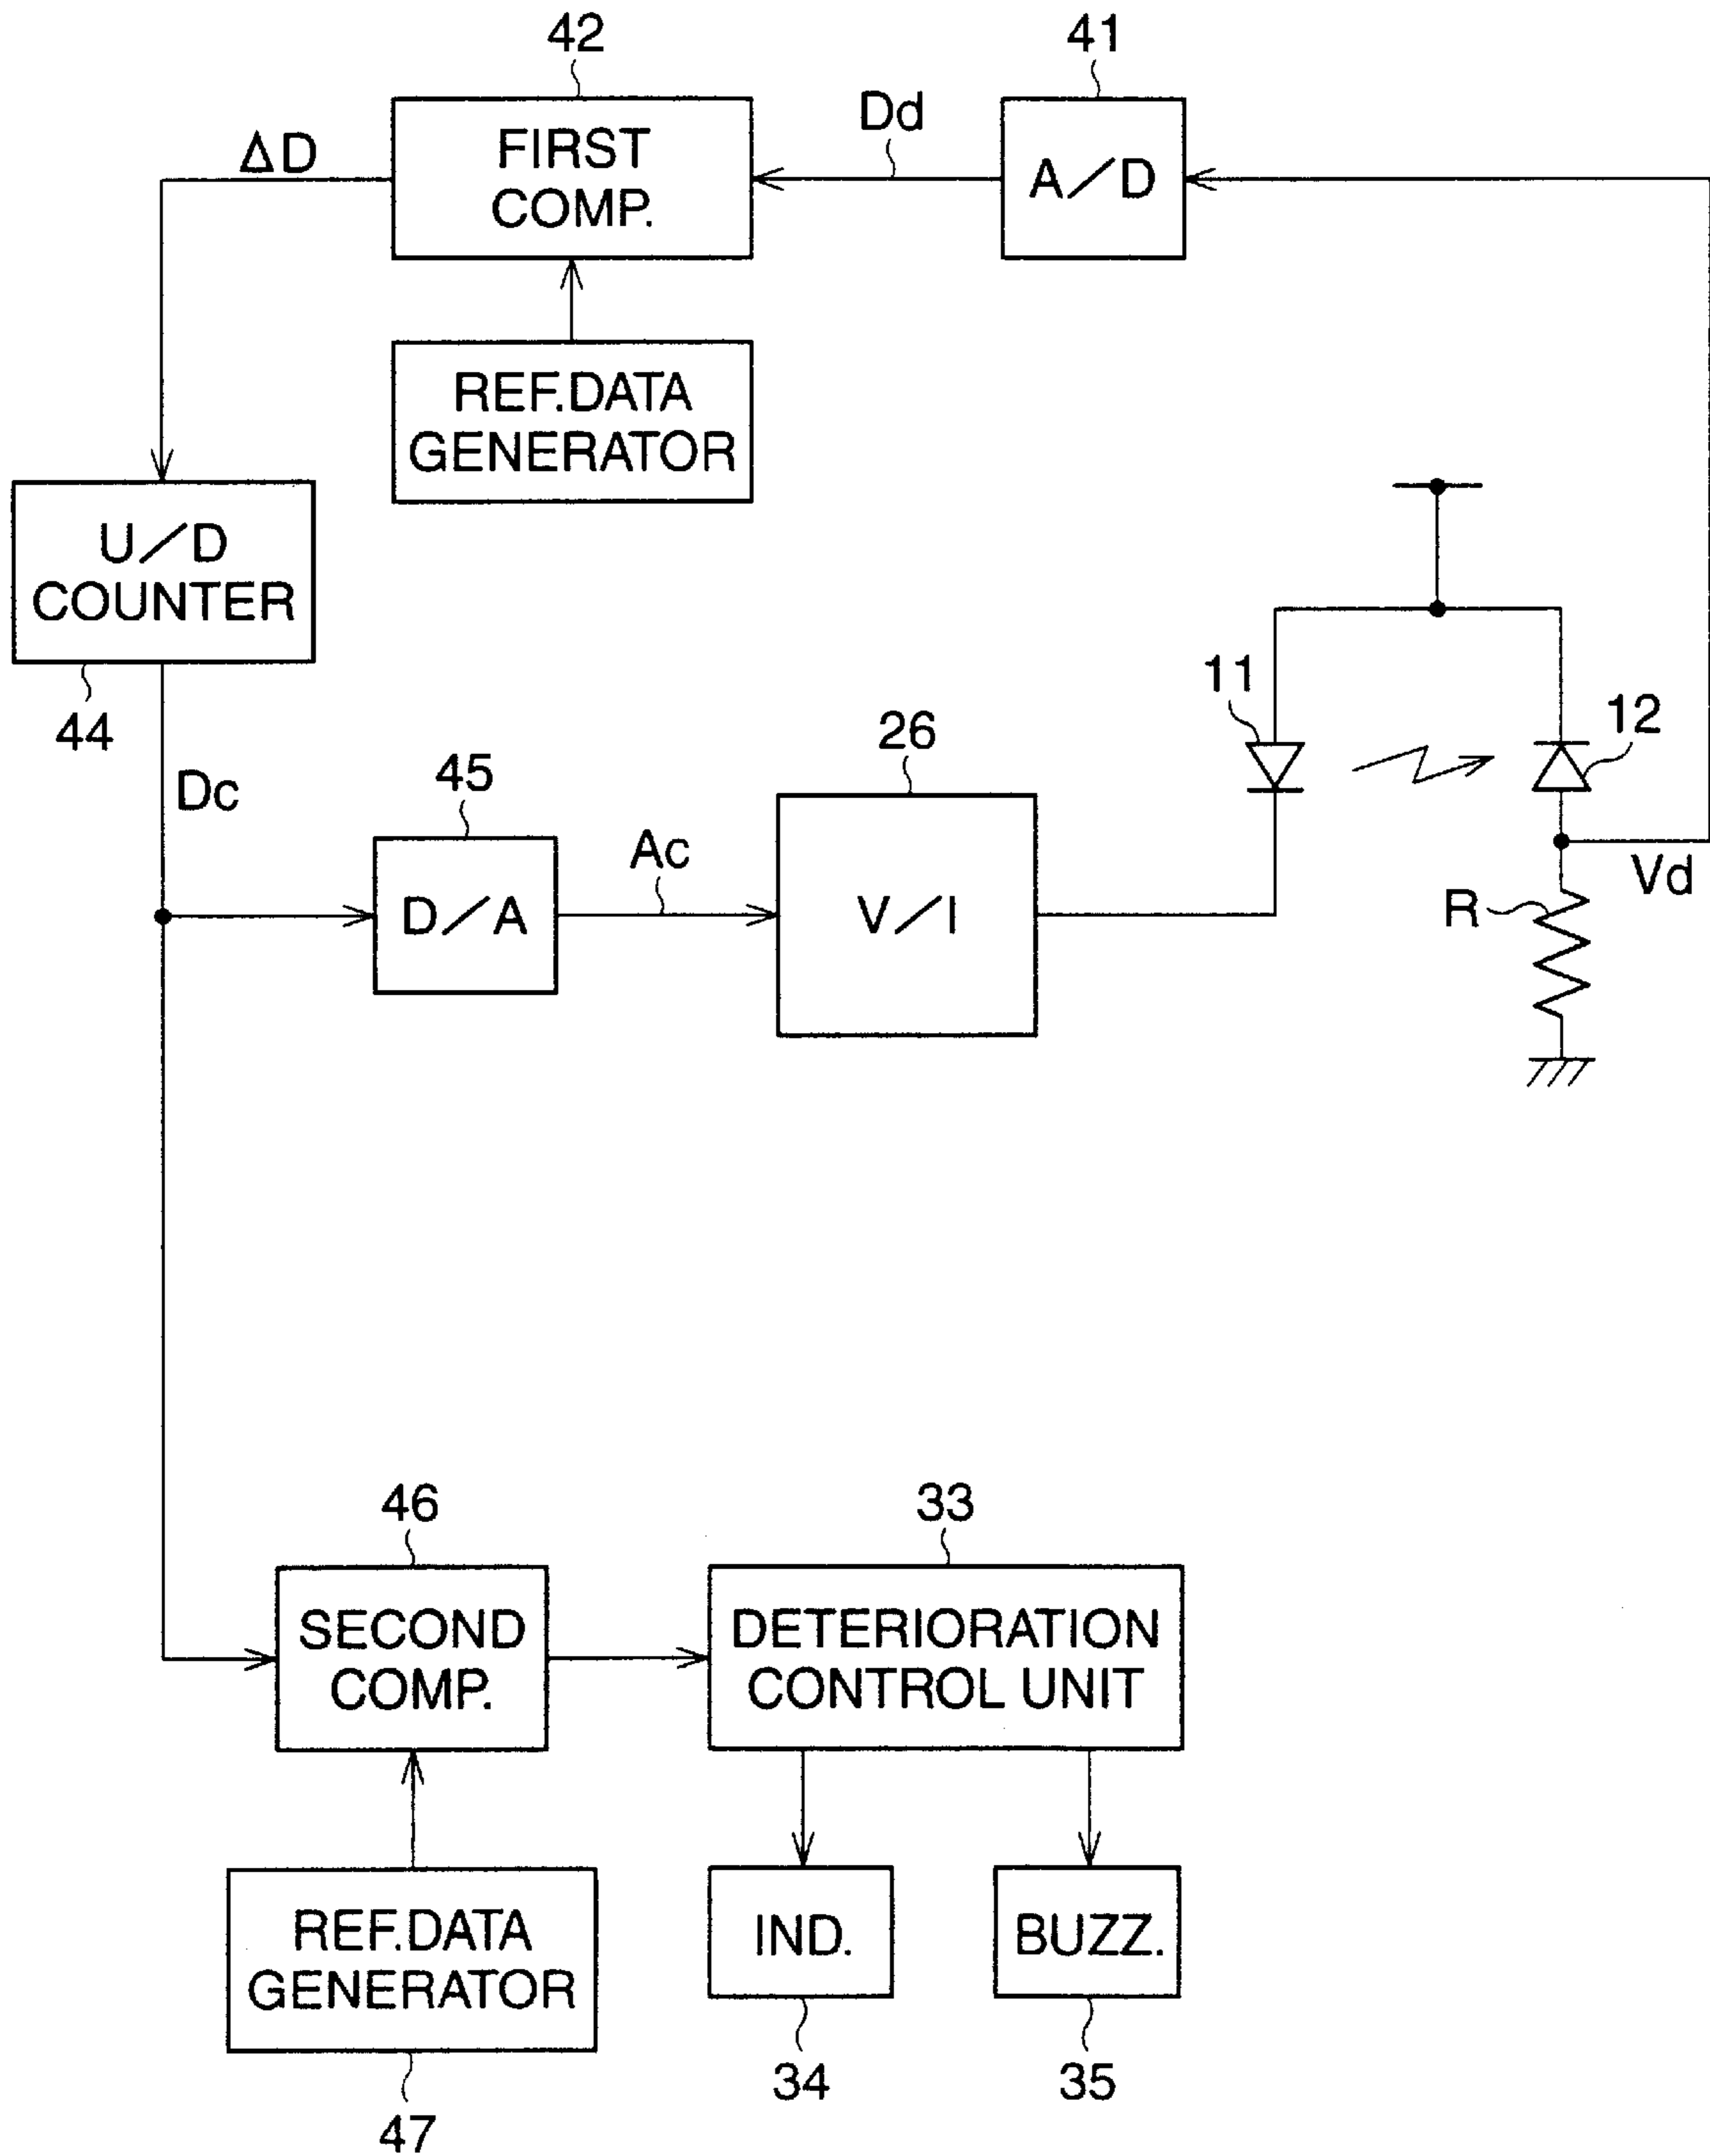 42
41
ΔD
FIRST
COMP.
Dd
A/D
REF.DATA
GENERATOR
U/D
COUNTER
44
Dc
45
D/A
Ac
26
V/I
11
12
Vd
R
46
SECOND
COMP.
33
DETERIORATION
CONTROL UNIT
REF.DATA
GENERATOR
47
IND.
34
BUZZ.
35